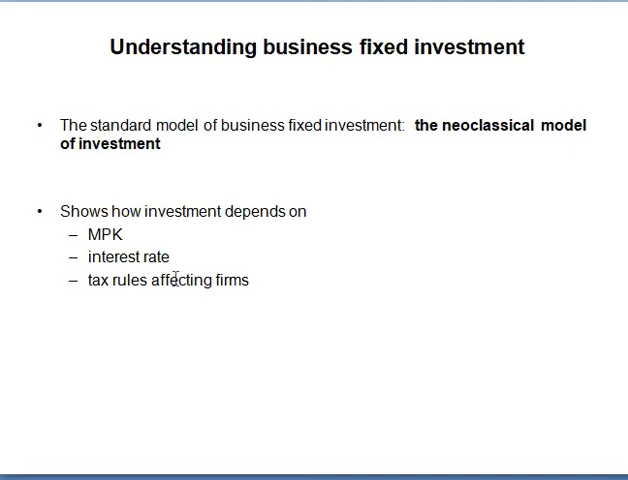 Understanding business fixed investment
• The standard model of business fixed investment: the neoclassical model
of investment
• Shows how investment depends on
– MPK
– interest rate
– tax rules affecting firms